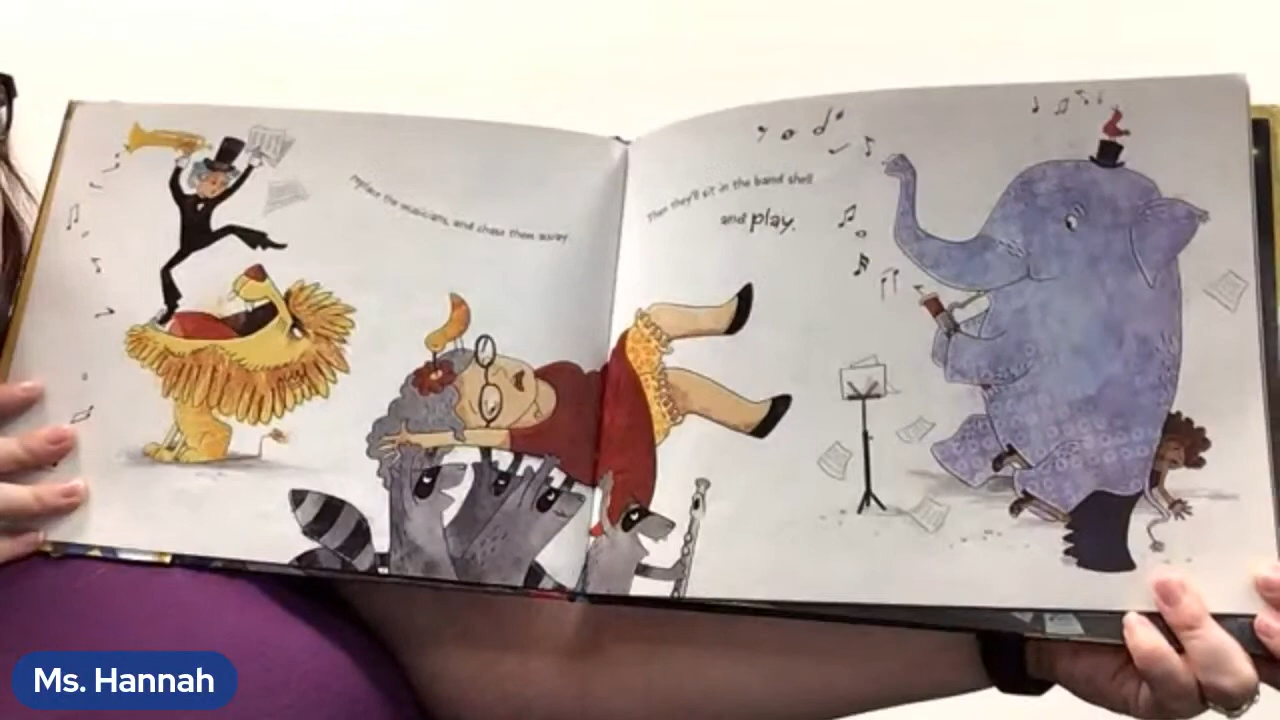 replace the musicians, and chase them away
Then they'll sit in the band shell
and play.
Ms. Hannah